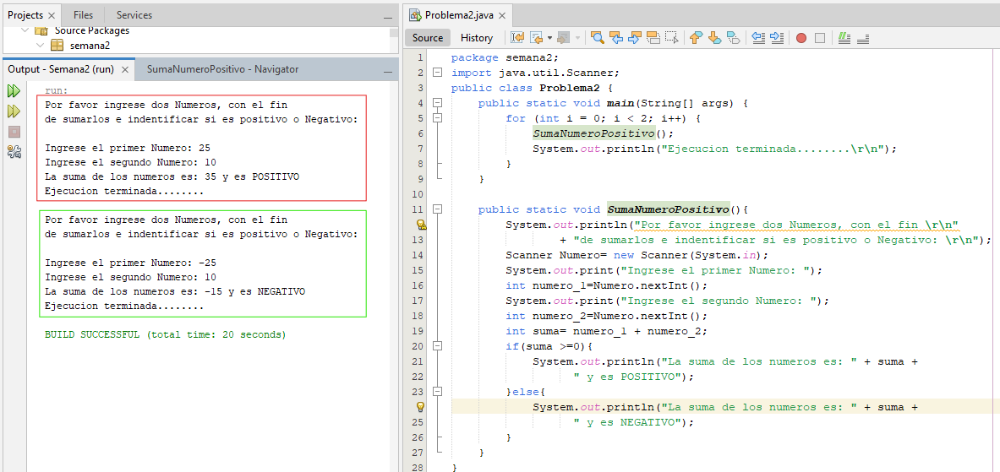 Projects × Files Services
Source Packages
semana2
Output - Semana2 (run) × SumaNumeroPositivo - Navigator
run:
Por favor ingrese dos Numeros, con el fin
de sumarlos e indentificar si es positivo o Negativo:
Ingrese el primer Numero: 25
Ingrese el segundo Numero: 10
La suma de los numeros es: 35 y es POSITIVO
Ejecucion terminada........
Por favor ingrese dos Numeros, con el fin
de sumarlos e indentificar si es positivo o Negativo:
Ingrese el primer Numero: -25
Ingrese el segundo Numero: 10
La suma de los numeros es: -15 y es NEGATIVO
Ejecucion terminada........
BUILD SUCCESSFUL (total time: 20 seconds)
Problema2.java ×
Source History
1 package semana2;
2 import java.util.Scanner;
3 public class Problema2 {
4 public static void main(String[] args) {
5 for (int i = 0; i < 2; i++) {
6 SumaNumeroPositivo();
7 System.out.println("Ejecucion terminada........\r\n");
8 }
9 }
10
11 public static void SumaNumeroPositivo(){
System.out.println("Por favor ingrese dos Numeros, con el fin \r\n"
13 + "de sumarlos e indentificar si es positivo o Negativo: \r\n");
14 Scanner Numero= new Scanner(System.in);
15 System.out.print("Ingrese el primer Numero: ");
16 int numero_1=Numero.nextInt();
17 System.out.print("Ingrese el segundo Numero: ");
18 int numero_2=Numero.nextInt();
19 int suma= numero_1 + numero_2;
20 if(suma >=0){
21 System.out.println("La suma de los numeros es: " + suma +
22 " y es POSITIVO");
23 }else{
System.out.println("La suma de los numeros es: " + suma +
25 " y es NEGATIVO");
26 }
27 }
28 }